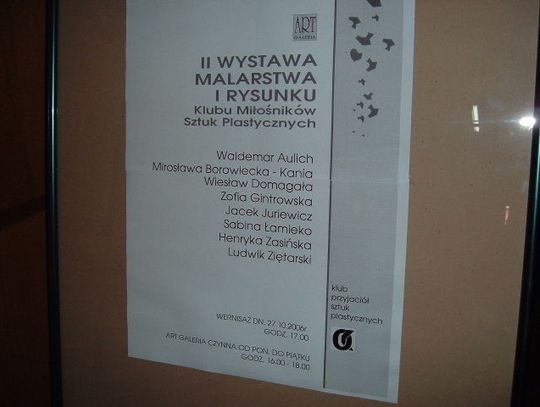 ART
GALERIA
II WYSTAWA
MALARSTWA
I RYSUNKU
Klubu Miłośników
Sztuk Plastycznych
Waldemar Aulich
Mirosława Borowiecka - Kania
Wiesław Domagała
Zofia Gintrowska
Jacek Juriewicz
Sabina Łamieko
Henryka Zasińska
Ludwik Ziętarski
klub
przyjaciół
sztuk
plastycznych
WERNISAŻ DN. 27.10.2006r.
GODZ. 17.00
ART GALERIA CZYNNA OD PON. DO PIĄTKU
GODZ. 16.00 - 18.00